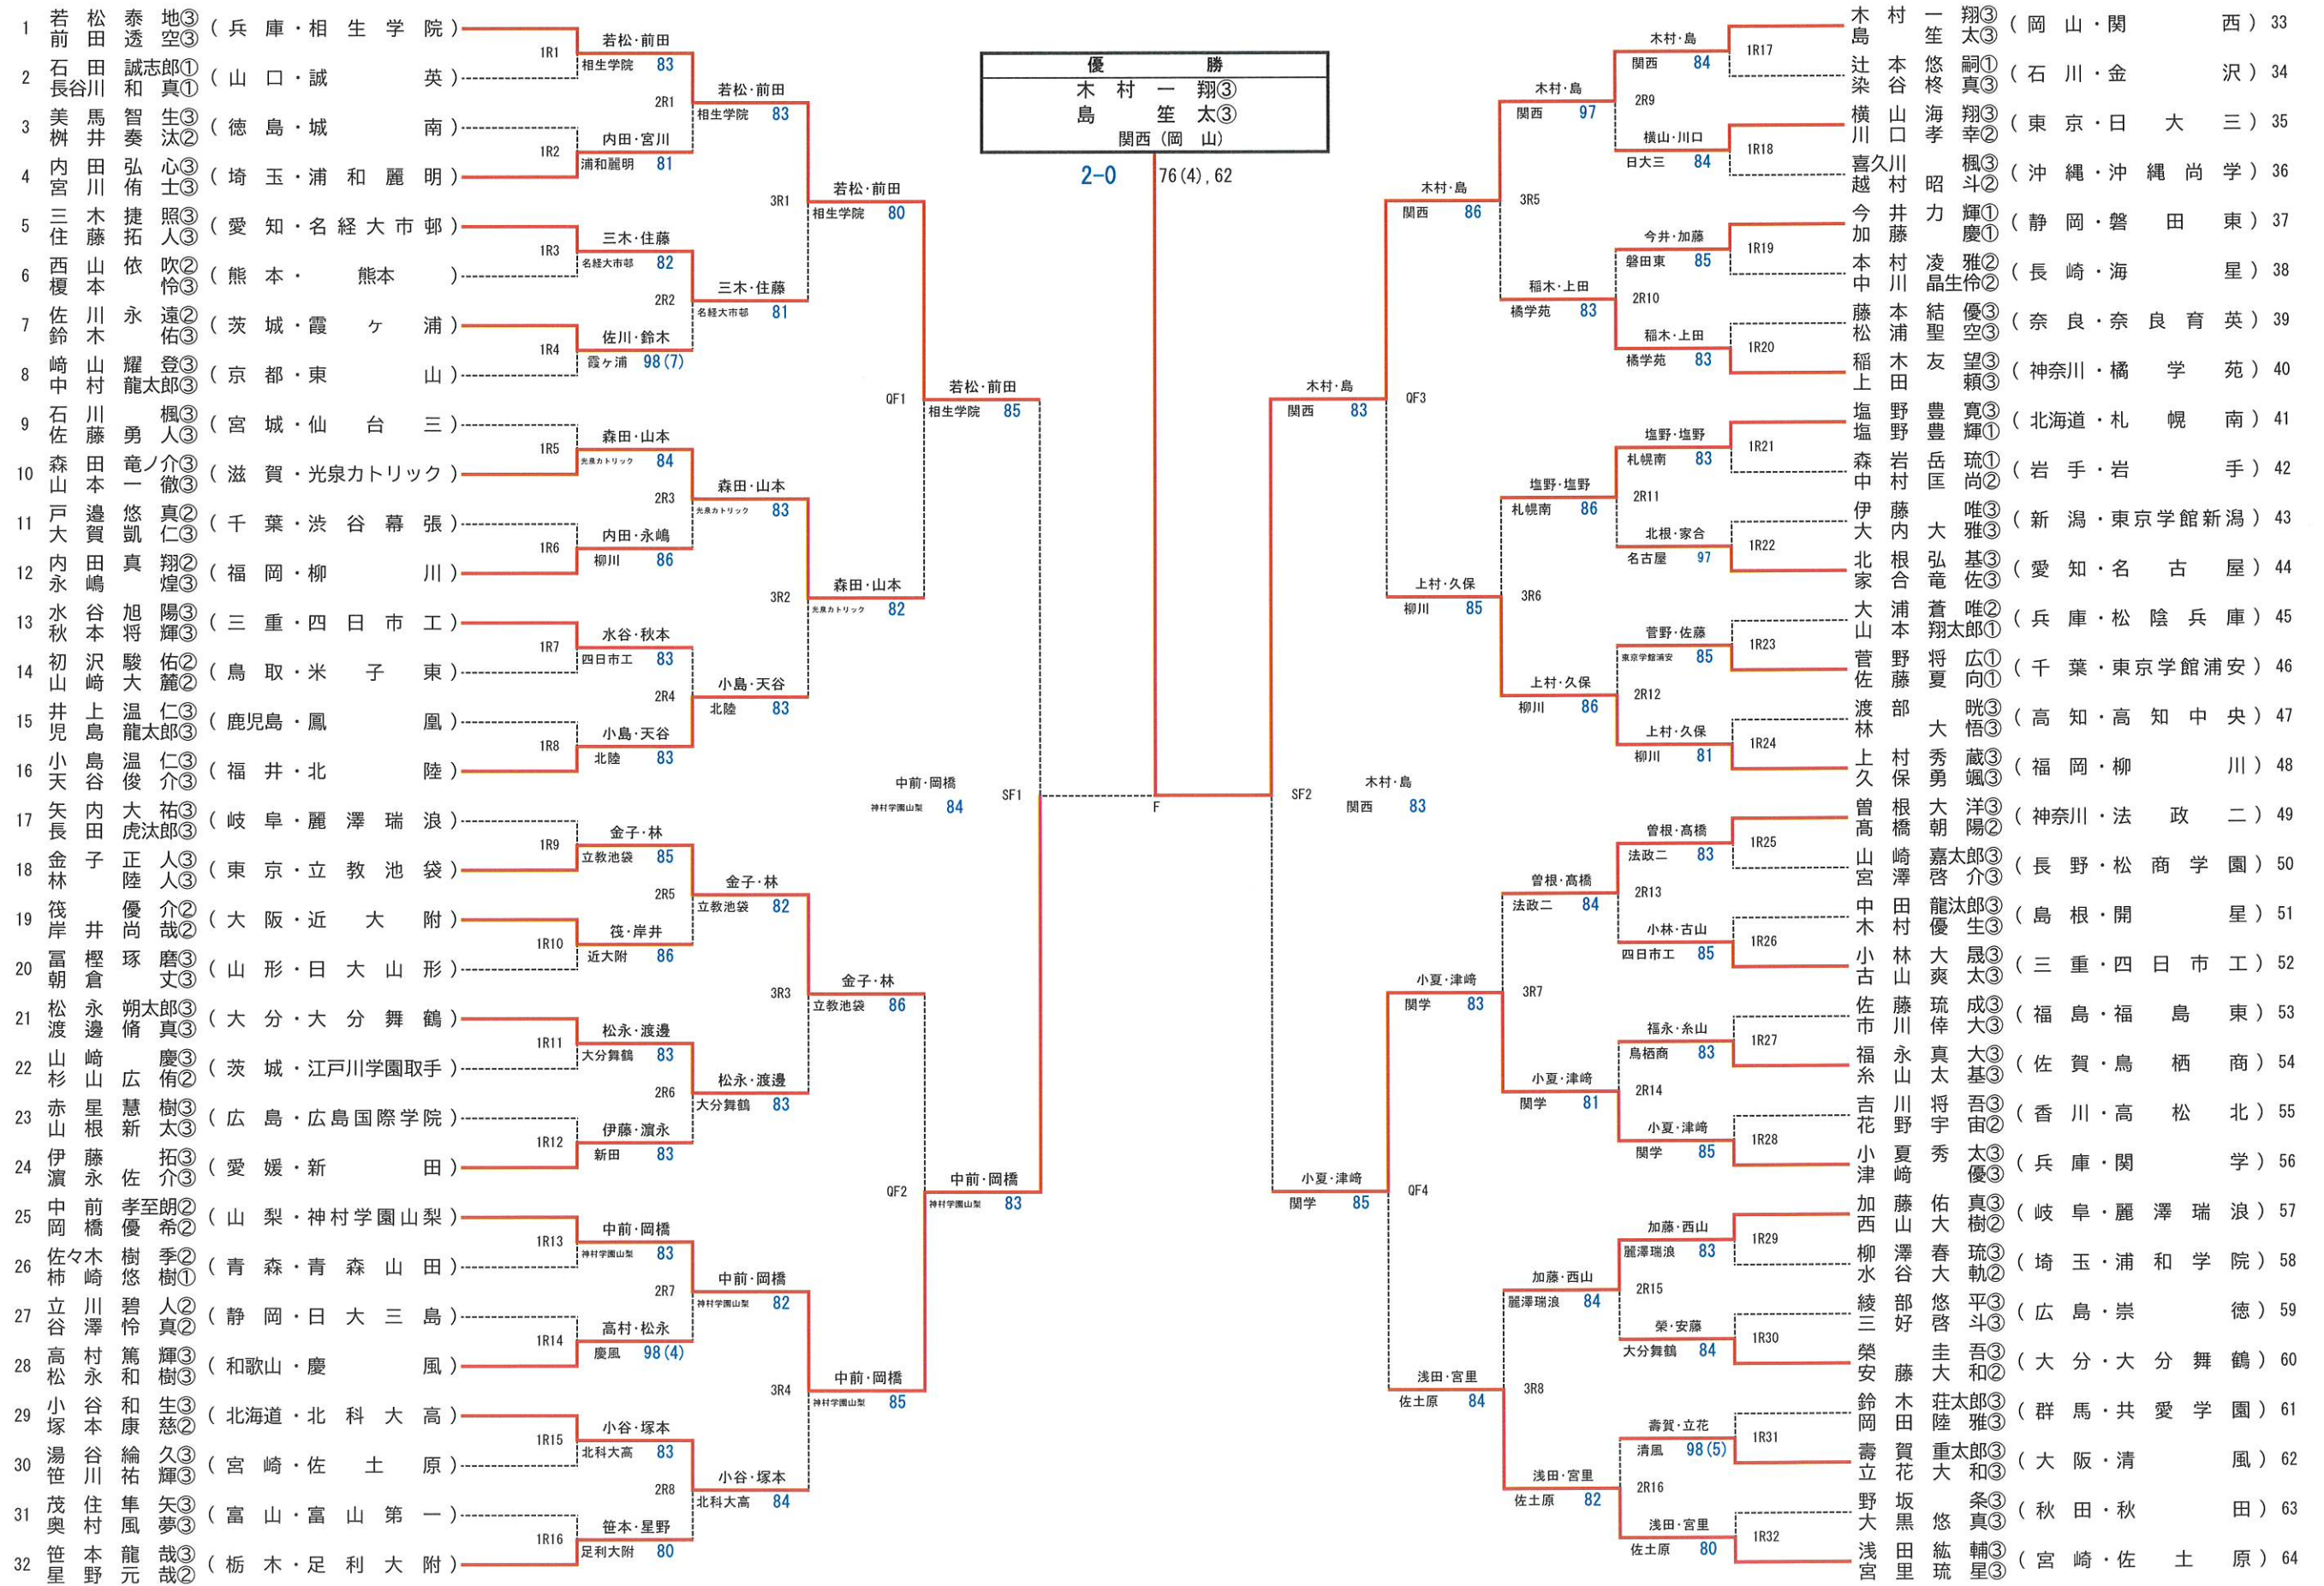 1 若松泰地③ 前田透空③ (兵庫・相生学院)
2 石田誠志郎① 長谷川和真① (山口・誠英)
3 美馬智生③ 桝井奏汰② (徳島・城南)
4 内田弘心③ 宮川侑士③ (埼玉・浦和麗明)
5 三木捷照③ 住藤拓人③ (愛知・名経大市邨)
6 西山依吹② 榎本怜③ (熊本・熊本)
7 佐川永遠② 鈴木佑③ (茨城・霞ヶ浦)
8 﨑山耀登③ 中村龍太郎③ (京都・東山)
9 石川楓③ 佐藤勇人③ (宮城・仙台三)
10 森田竜ノ介③ 山本一徹③ (滋賀・光泉カトリック)
11 戸邉悠真② 大賀凱仁③ (千葉・渋谷幕張)
12 内田真翔② 永嶋煌③ (福岡・柳川)
13 水谷旭陽③ 秋本将輝③ (三重・四日市工)
14 初沢駿佑② 山﨑大麓② (鳥取・米子東)
15 井上温仁③ 児島龍太郎③ (鹿児島・鳳凰)
16 小島温仁③ 天谷俊介③ (福井・北陸)
17 矢内大祐③ 長田虎汰郎③ (岐阜・麗澤瑞浪)
18 金子正人③ 林陸人③ (東京・立教池袋)
19 筏優介② 岸井尚哉② (大阪・近大附)
20 冨樫琢磨③ 朝倉丈③ (山形・日大山形)
21 松永朔太郎③ 渡邊脩真③ (大分・大分舞鶴)
22 山﨑慶③ 杉山広侑② (茨城・江戸川学園取手)
23 赤星慧樹③ 山根新太③ (広島・広島国際学院)
24 伊藤拓③ 濵永佐介③ (愛媛・新田)
25 中前孝至朗② 岡橋優希② (山梨・神村学園山梨)
26 佐々木樹季② 柿崎悠樹① (青森・青森山田)
27 立川碧人② 谷澤怜真② (静岡・日大三島)
28 高村篤輝③ 松永和樹③ (和歌山・慶風)
29 小谷和生③ 塚本康慈② (北海道・北科大高)
30 湯谷綸久③ 笹川祐輝③ (宮崎・佐土原)
31 茂住隼矢③ 奥村風夢③ (富山・富山第一)
32 笹本龍哉③ 星野元哉② (栃木・足利大附)
1R1 若松・前田 相生学院 83
1R2 内田・宮川 浦和麗明 81
1R3 三木・住藤 名経大市邨 82
1R4 佐川・鈴木 霞ヶ浦 98(7)
1R5 森田・山本 光泉カトリック 84
1R6 内田・永嶋 柳川 86
1R7 水谷・秋本 四日市工 83
1R8 小島・天谷 北陸 83
1R9 金子・林 立教池袋 85
1R10 筏・岸井 近大附 86
1R11 松永・渡邊 大分舞鶴 83
1R12 伊藤・濵永 新田 83
1R13 中前・岡橋 神村学園山梨 83
1R14 高村・松永 慶風 98(4)
1R15 小谷・塚本 北科大高 83
1R16 笹本・星野 足利大附 80
2R1 若松・前田 相生学院 83
2R2 三木・住藤 名経大市邨 81
2R3 森田・山本 光泉カトリック 83
2R4 小島・天谷 北陸 83
2R5 金子・林 立教池袋 82
2R6 松永・渡邊 大分舞鶴 83
2R7 中前・岡橋 神村学園山梨 82
2R8 小谷・塚本 北科大高 84
3R1 若松・前田 相生学院 80
3R2 森田・山本 光泉カトリック 82
3R3 金子・林 立教池袋 86
3R4 中前・岡橋 神村学園山梨 85
QF1 若松・前田 相生学院 85
QF2 中前・岡橋 神村学園山梨 83
SF1 中前・岡橋 神村学園山梨 84
優勝
木村一翔③
島笙太③
関西(岡山)
2-0 76(4),62
F
SF2 木村・島 関西 83
QF3 木村・島 関西 83
QF4 小夏・津﨑 関学 85
3R5 木村・島 関西 86
3R6 上村・久保 柳川 85
3R7 小夏・津﨑 関学 83
3R8 浅田・宮里 佐土原 84
2R9 木村・島 関西 97
2R10 稲木・上田 橘学苑 83
2R11 塩野・塩野 札幌南 86
2R12 上村・久保 柳川 86
2R13 曽根・髙橋 法政二 84
2R14 小夏・津﨑 関学 81
2R15 加藤・西山 麗澤瑞浪 84
2R16 浅田・宮里 佐土原 82
1R17 木村・島 関西 84
1R18 横山・川口 日大三 84
1R19 今井・加藤 磐田東 85
1R20 稲木・上田 橘学苑 83
1R21 塩野・塩野 札幌南 83
1R22 北根・家合 名古屋 97
1R23 菅野・佐藤 東京学館浦安 85
1R24 上村・久保 柳川 81
1R25 曽根・髙橋 法政二 83
1R26 小林・古山 四日市工 85
1R27 福永・糸山 鳥栖商 83
1R28 小夏・津﨑 関学 85
1R29 加藤・西山 麗澤瑞浪 83
1R30 榮・安藤 大分舞鶴 84
1R31 壽賀・立花 清風 98(5)
1R32 浅田・宮里 佐土原 80
木村一翔③ 島笙太③ (岡山・関西) 33
辻本悠嗣① 染谷柊真③ (石川・金沢) 34
横山海翔③ 川口孝幸② (東京・日大三) 35
喜久川楓③ 越村昭斗② (沖縄・沖縄尚学) 36
今井力輝① 加藤慶① (静岡・磐田東) 37
本村凌雅② 中川晶生伶② (長崎・海星) 38
藤本結優③ 松浦聖空③ (奈良・奈良育英) 39
稲木友望③ 上田頼③ (神奈川・橘学苑) 40
塩野豊寛③ 塩野豊輝① (北海道・札幌南) 41
森岩岳琉① 中村匡尚② (岩手・岩手) 42
伊藤唯③ 大内大雅③ (新潟・東京学館新潟) 43
北根弘基③ 家合竜佐③ (愛知・名古屋) 44
大浦蒼唯② 山本翔太郎① (兵庫・松陰兵庫) 45
菅野将広① 佐藤夏向① (千葉・東京学館浦安) 46
渡部晄③ 林大悟③ (高知・高知中央) 47
上村秀蔵③ 久保勇颯③ (福岡・柳川) 48
曽根大洋③ 髙橋朝陽② (神奈川・法政二) 49
山崎嘉太郎③ 宮澤啓介③ (長野・松商学園) 50
中田龍汰郎③ 木村優生③ (島根・開星) 51
小林大晟③ 古山爽太③ (三重・四日市工) 52
佐藤琉成③ 市川倖大③ (福島・福島東) 53
福永真大③ 糸山太基③ (佐賀・鳥栖商) 54
吉川将吾③ 花野宇宙② (香川・高松北) 55
小夏秀太③ 津﨑優③ (兵庫・関学) 56
加藤佑真③ 西山大樹② (岐阜・麗澤瑞浪) 57
柳澤春琉③ 水谷大軌② (埼玉・浦和学院) 58
綾部悠平③ 三好啓斗③ (広島・崇徳) 59
榮圭吾③ 安藤大和② (大分・大分舞鶴) 60
鈴木荘太郎③ 岡田陸雅③ (群馬・共愛学園) 61
壽賀重太郎③ 立花大和③ (大阪・清風) 62
野坂条③ 大黒悠真③ (秋田・秋田) 63
浅田紘輔③ 宮里琉星③ (宮崎・佐土原) 64